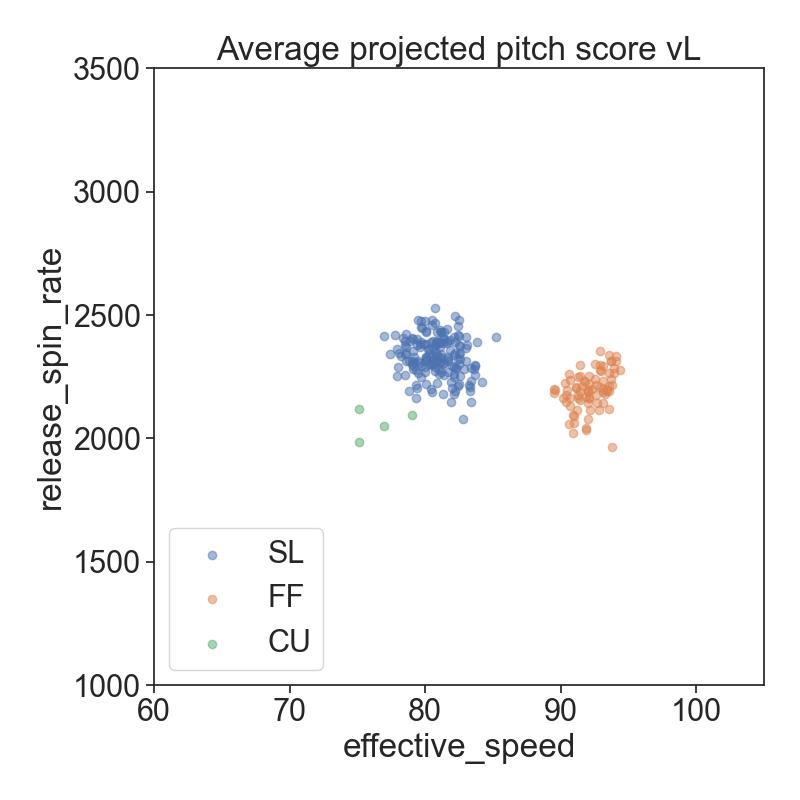 Average projected pitch score vL
3500
3000
2500
2000
1500
1000
release_spin_rate
SL
FF
CU
60 70 80 90 100
effective_speed